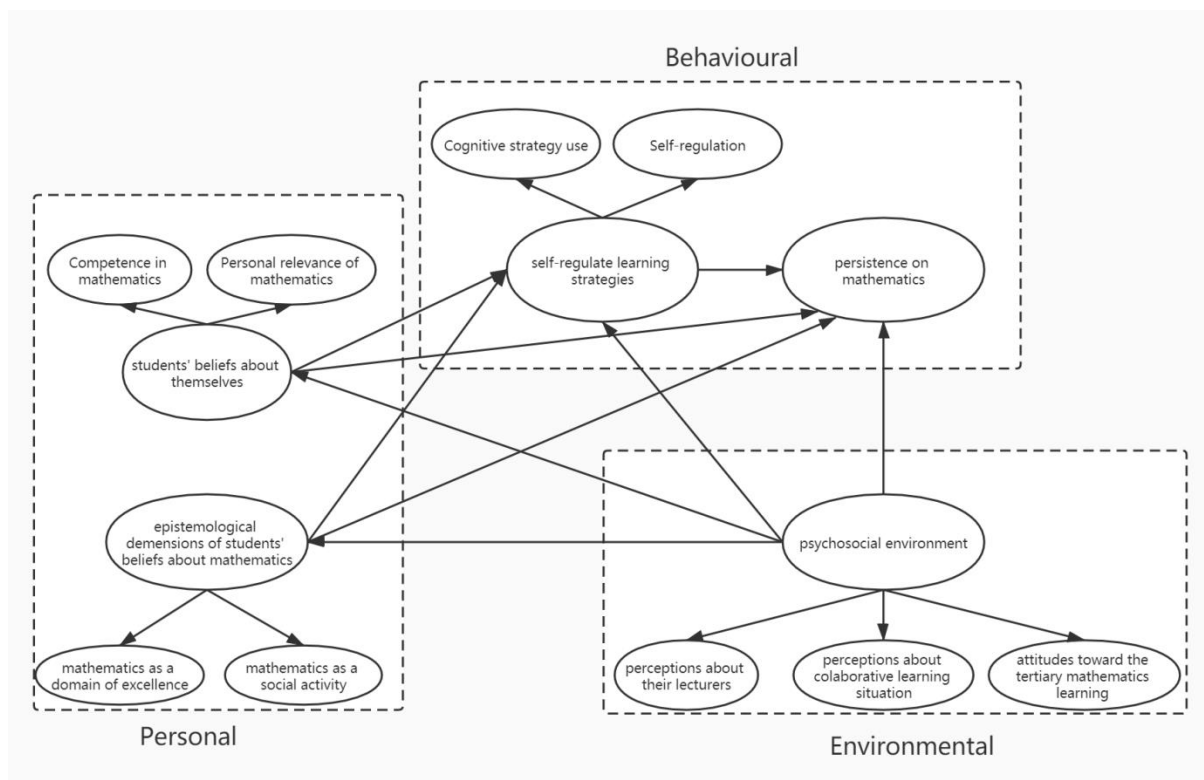 Behavioural
Cognitive strategy use
Self-regulation
Competence in
mathematics
Personal relevance of
mathematics
self-regulate learning
strategies
persistence on
mathematics
students' beliefs about
themselves
epistemological
demensions of students'
beliefs about mathematics
psychosocial environment
mathematics as a
domain of excellence
mathematics as a
social activity
perceptions about
their lecturers
perceptions about
colaborative learning
situation
attitudes toward the
tertiary mathematics
learning
Personal
Environmental